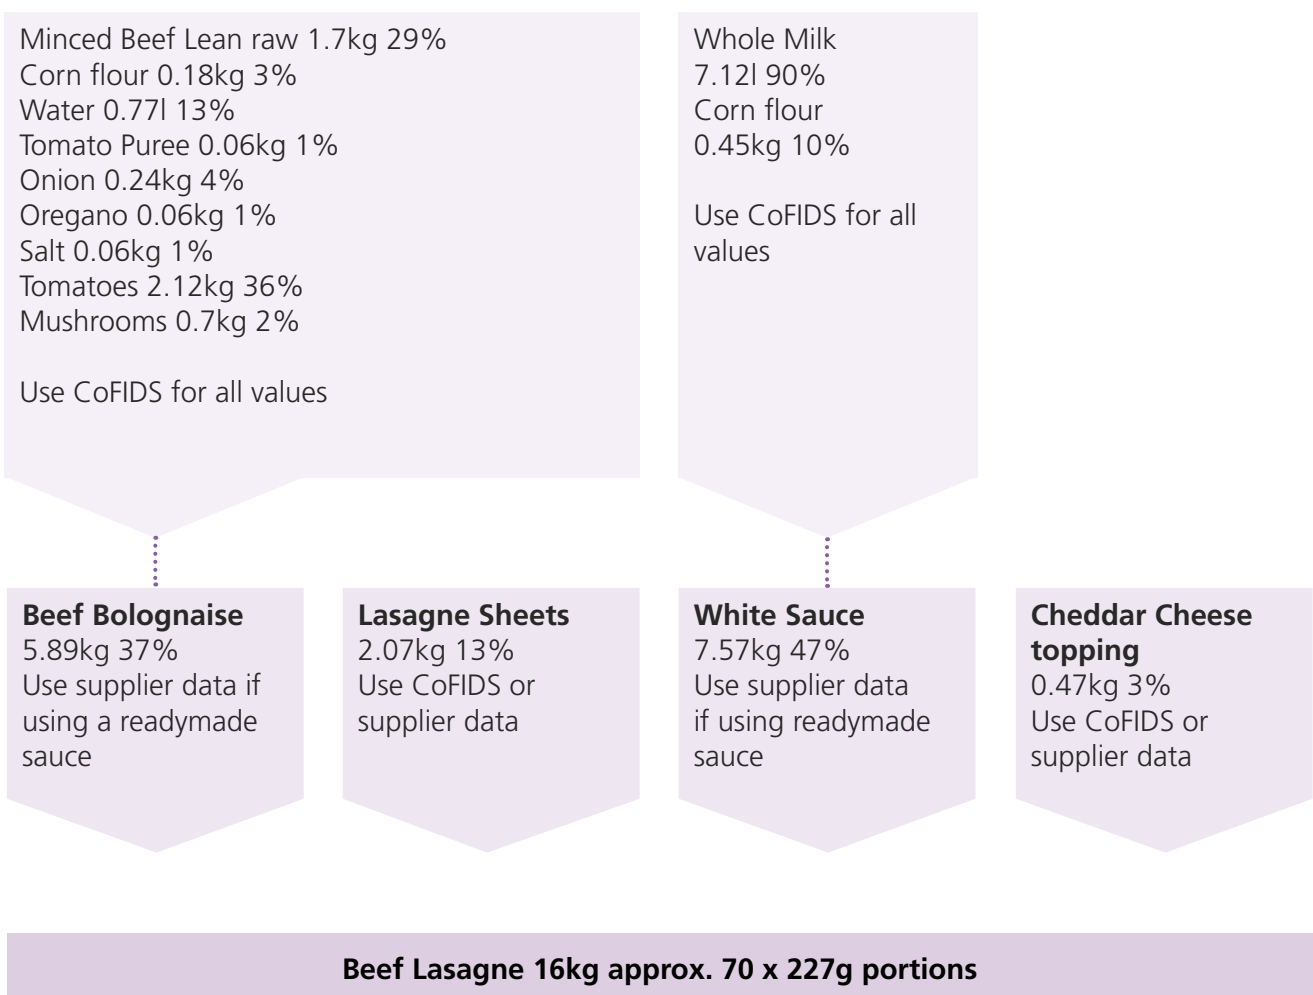 Minced Beef Lean raw 1.7kg 29%
Corn flour 0.18kg 3%
Water 0.77l 13%
Tomato Puree 0.06kg 1%
Onion 0.24kg 4%
Oregano 0.06kg 1%
Salt 0.06kg 1%
Tomatoes 2.12kg 36%
Mushrooms 0.7kg 2%
Use CoFIDS for all values
Whole Milk
7.12l 90%
Corn flour
0.45kg 10%
Use CoFIDS for all
values
Beef Bolognaise
5.89kg 37%
Use supplier data if
using a readymade
sauce
Lasagne Sheets
2.07kg 13%
Use CoFIDS or
supplier data
White Sauce
7.57kg 47%
Use supplier data
if using readymade
sauce
Cheddar Cheese
topping
0.47kg 3%
Use CoFIDS or
supplier data
Beef Lasagne 16kg approx. 70 x 227g portions